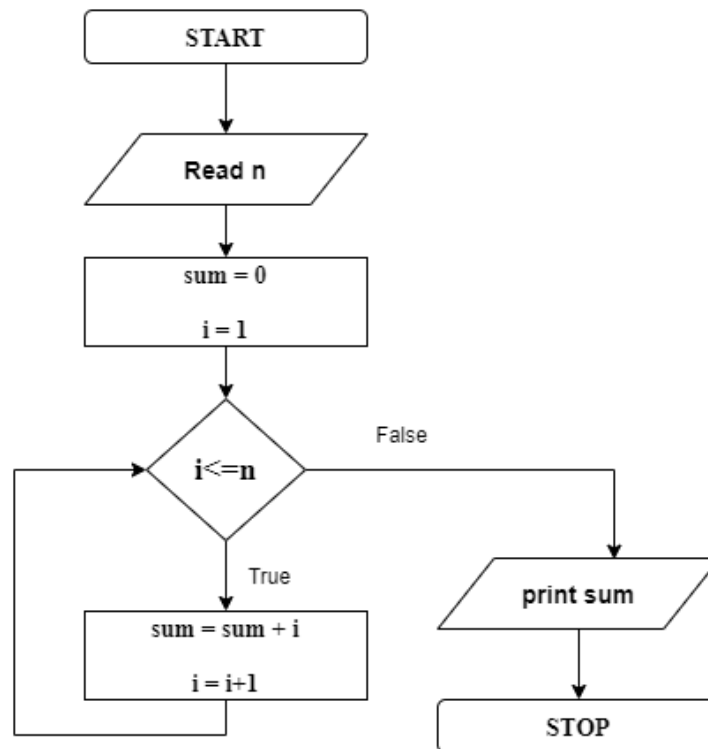 START
Read n
sum = 0
i = 1
i<=n
False
True
sum = sum + i
i = i+1
print sum
STOP